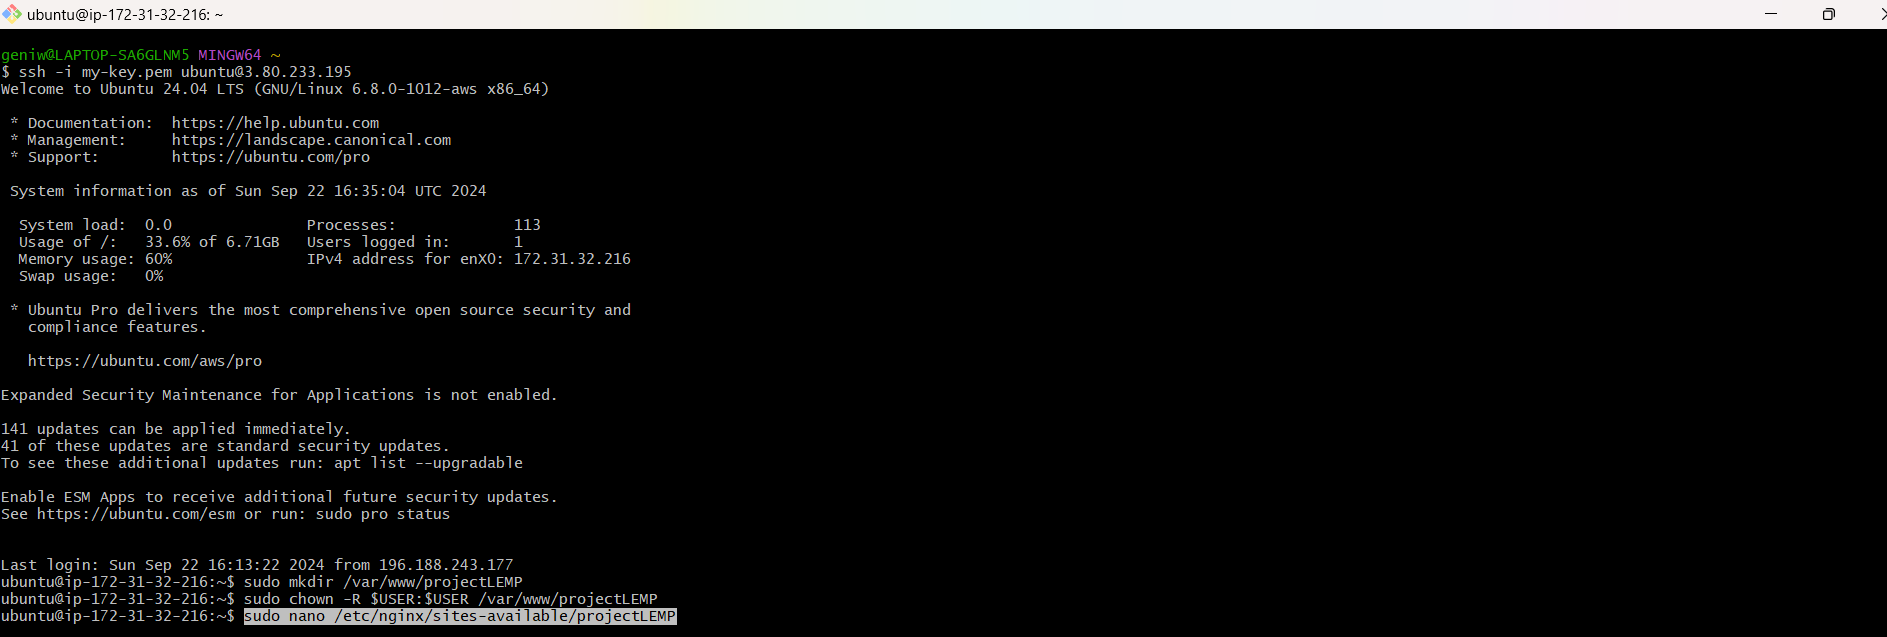 ubuntu@ip-172-31-32-216: ~
geniw@LAPTOP-SA6GLNM5 MINGW64 ~
$ ssh -i my-key.pem ubuntu@3.80.233.195
Welcome to Ubuntu 24.04 LTS (GNU/Linux 6.8.0-1012-aws x86_64)
* Documentation:  https://help.ubuntu.com
* Management:     https://landscape.canonical.com
* Support:        https://ubuntu.com/pro
System information as of Sun Sep 22 16:35:04 UTC 2024
System load:  0.0               Processes:             113
Usage of /:   33.6% of 6.71GB   Users logged in:       1
Memory usage: 60%               IPv4 address for enX0: 172.31.32.216
Swap usage:   0%
* Ubuntu Pro delivers the most comprehensive open source security and
compliance features.
https://ubuntu.com/aws/pro
Expanded Security Maintenance for Applications is not enabled.
141 updates can be applied immediately.
41 of these updates are standard security updates.
To see these additional updates run: apt list --upgradable
Enable ESM Apps to receive additional future security updates.
See https://ubuntu.com/esm or run: sudo pro status
Last login: Sun Sep 22 16:13:22 2024 from 196.188.243.177
ubuntu@ip-172-31-32-216:~$ sudo mkdir /var/www/projectLEMP
ubuntu@ip-172-31-32-216:~$ sudo chown -R $USER:$USER /var/www/projectLEMP
ubuntu@ip-172-31-32-216:~$ sudo nano /etc/nginx/sites-available/projectLEMP